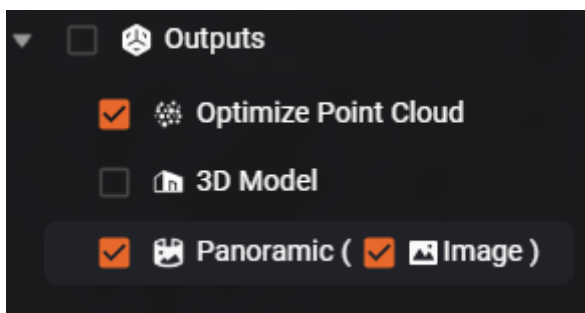 Outputs
Optimize Point Cloud
3D Model
Panoramic ( Image )